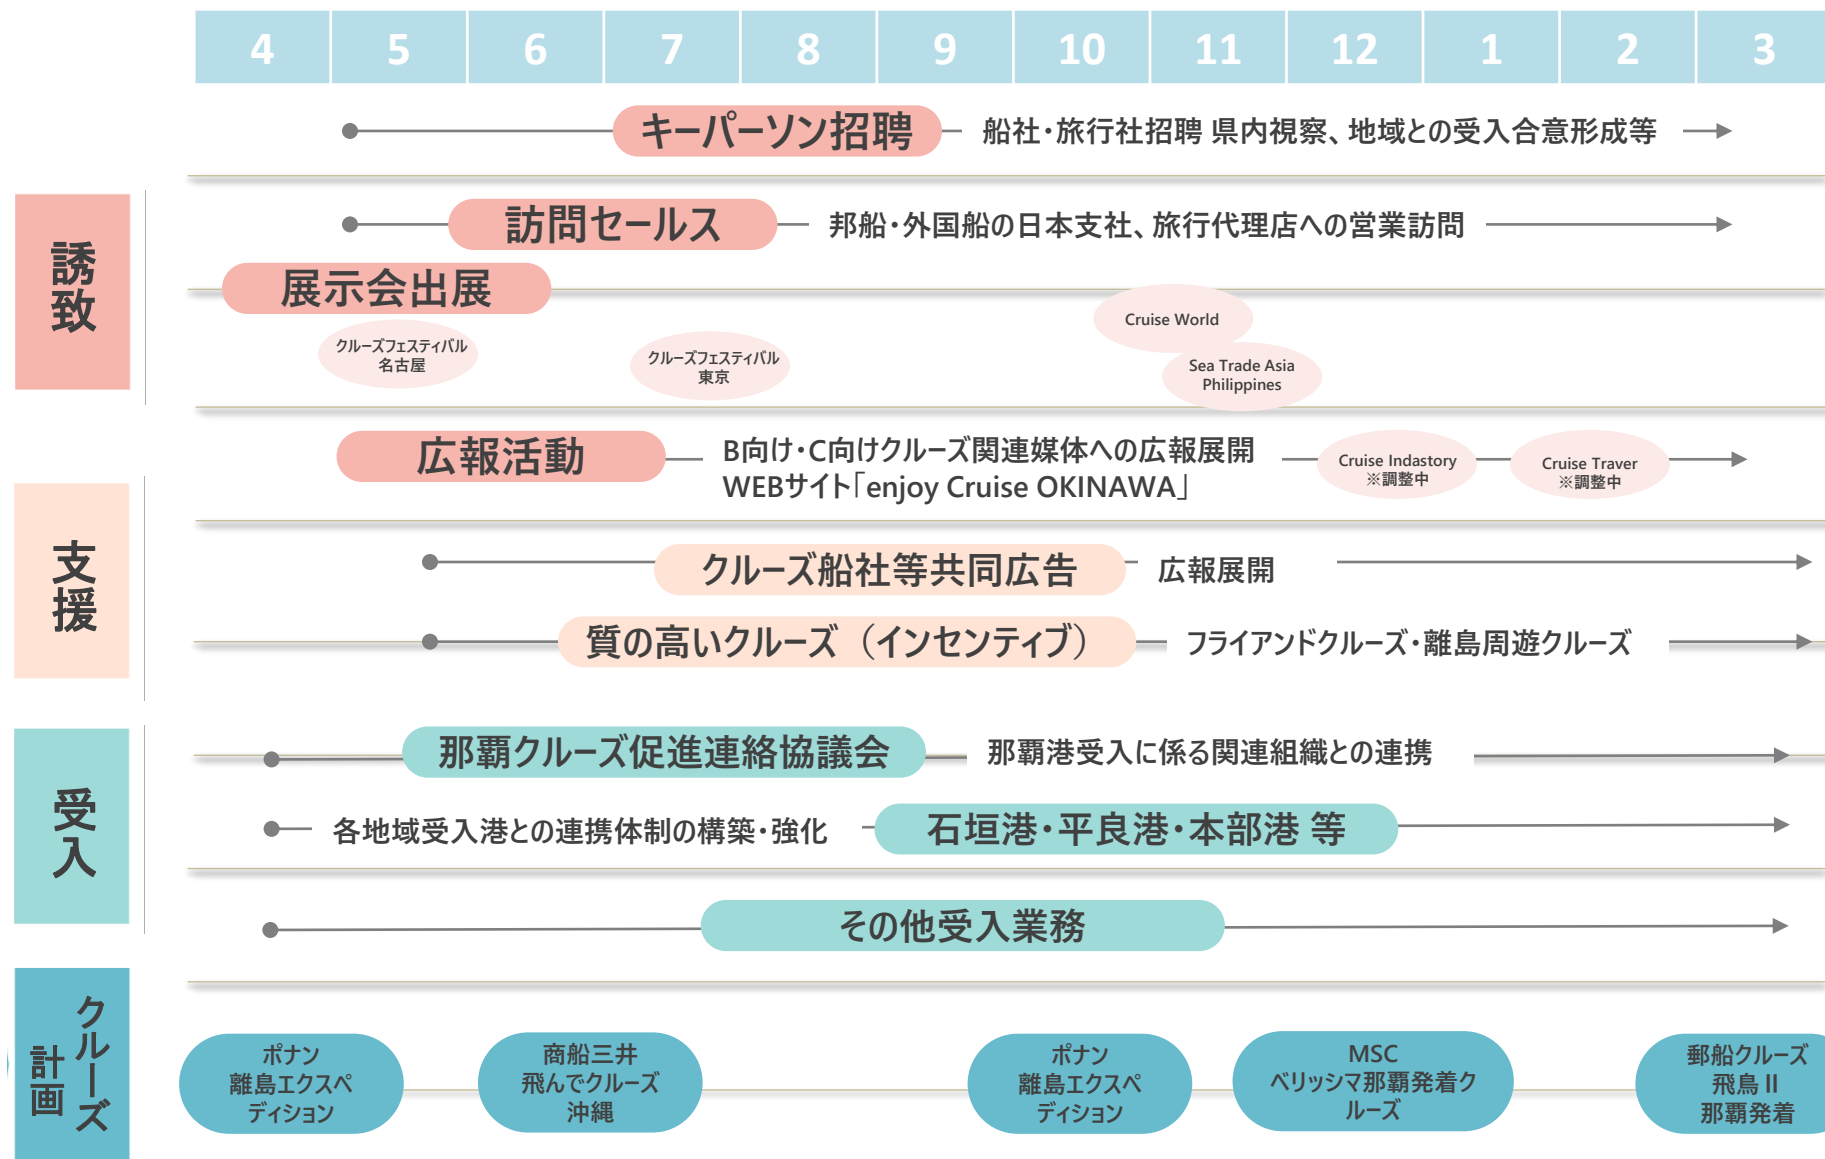 4 5 6 7 8 9 10 11 12 1 2 3
キーパーソン招聘 船社・旅行社招聘 県内視察、地域との受入合意形成等
誘致
訪問セールス 邦船・外国船の日本支社、旅行代理店への営業訪問
展示会出展
クルーズフェスティバル
名古屋
クルーズフェスティバル
東京
Cruise World
Sea Trade Asia
Philippines
広報活動
B向け・C向けクルーズ関連媒体への広報展開
WEBサイト「enjoy Cruise OKINAWA」
Cruise Indastory
※調整中
Cruise Traver
※調整中
支援
クルーズ船社等共同広告 広報展開
質の高いクルーズ（インセンティブ） フライアンドクルーズ・離島周遊クルーズ
受入
那覇クルーズ促進連絡協議会 那覇港受入に係る関連組織との連携
各地域受入港との連携体制の構築・強化 石垣港・平良港・本部港 等
その他受入業務
クルーズ
計画
ポナン
離島エクスペ
ディション
商船三井
飛んでクルーズ
沖縄
ポナン
離島エクスペ
ディション
MSC
ベリッシマ那覇発着ク
ルーズ
郵船クルーズ
飛鳥Ⅱ
那覇発着